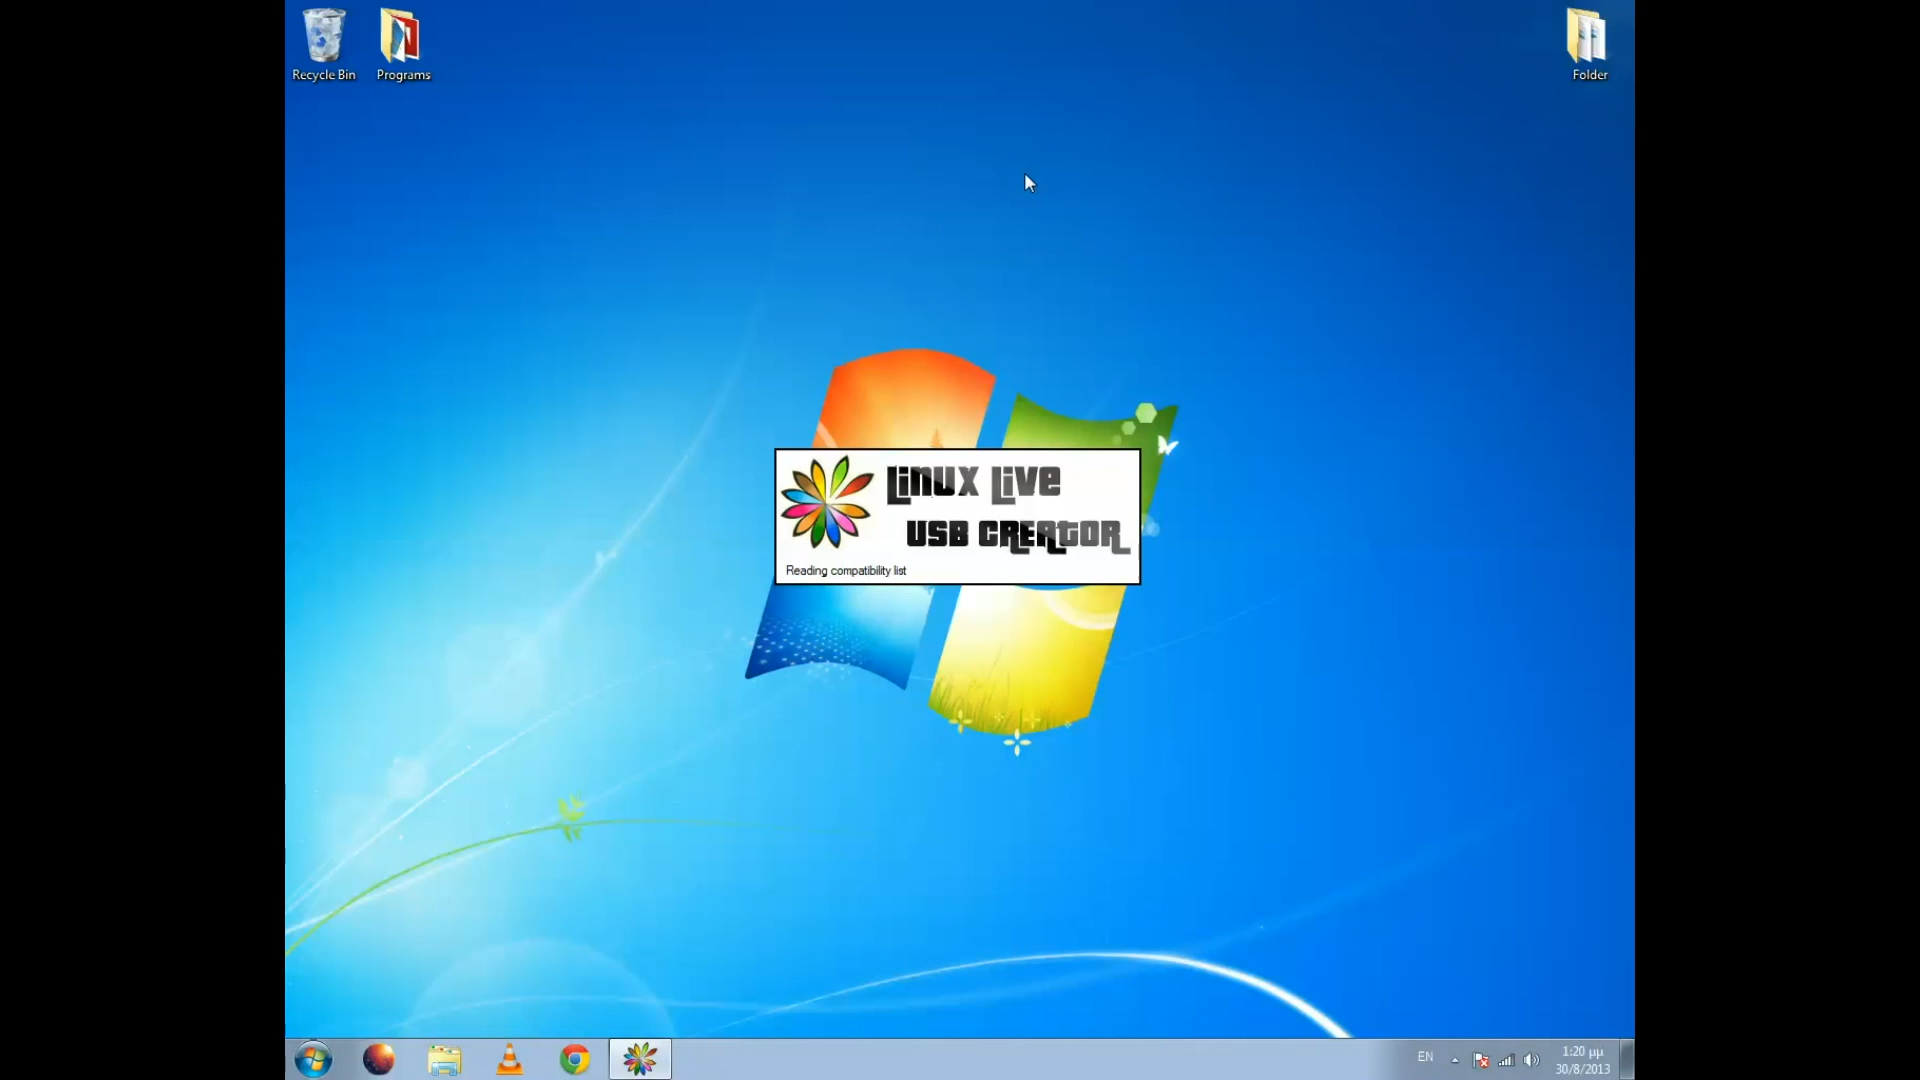 Recycle Bin
Programs
Folder
Linux Live
USB Creator
Reading compatibility list
EN
1:20 μμ
30/8/2013